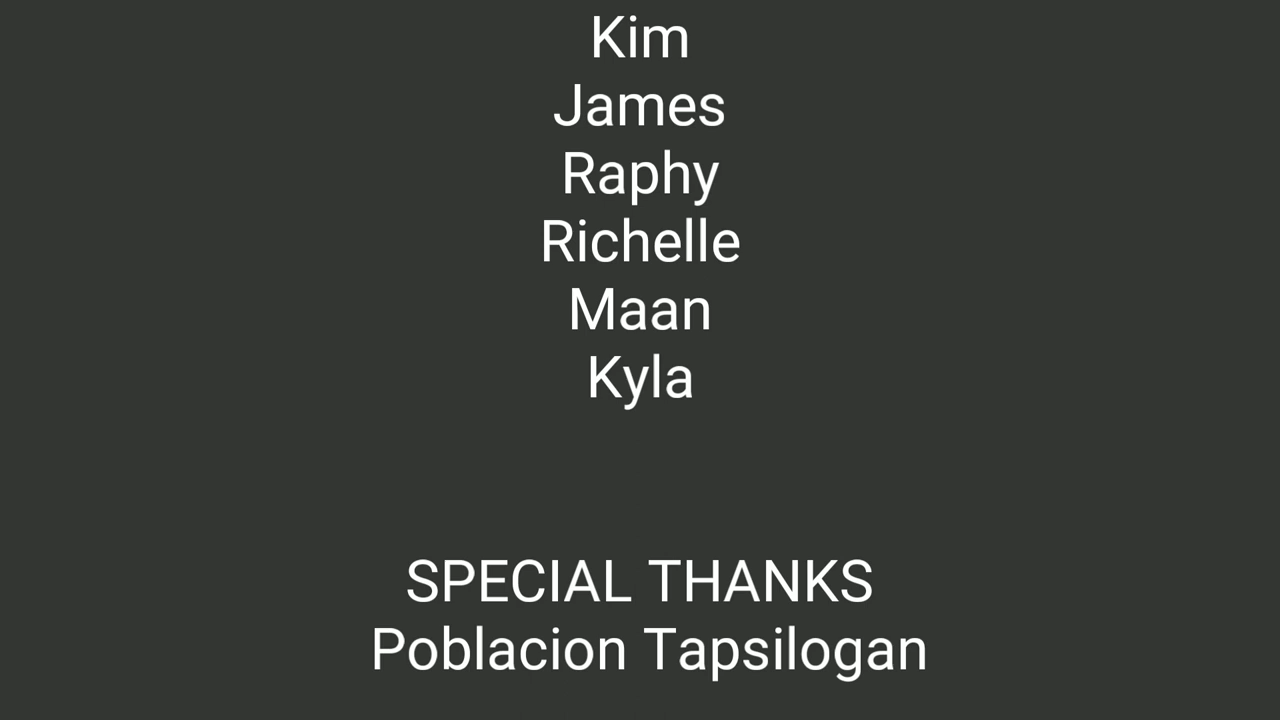 Kim
James
Raphy
Richelle
Maan
Kyla
SPECIAL THANKS
Poblacion Tapsilogan